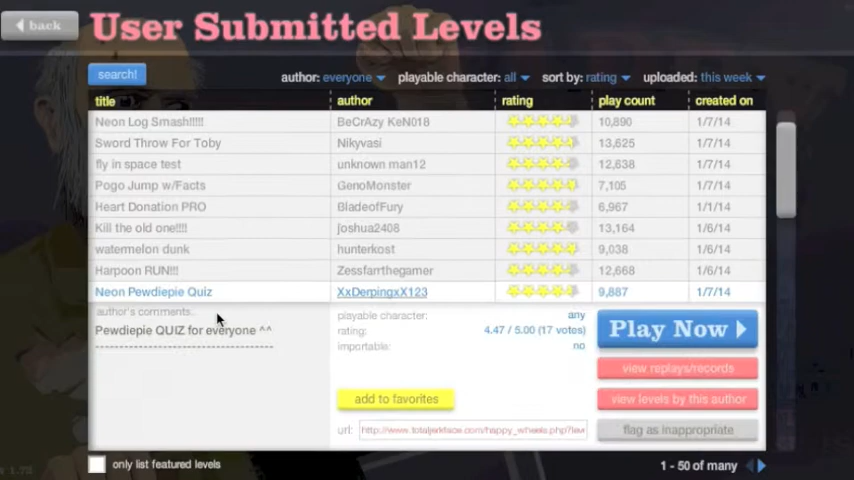 back
User Submitted Levels
search!
author: everyone playable character: all sort by: rating uploaded: this week
title author rating play count created on
Neon Log Smash!!!!! BeCrAzy KeN018 10,890 1/7/14
Sword Throw For Toby Nikyvasi 13,625 1/7/14
fly in space test unknown man12 12,638 1/7/14
Pogo Jump w/Facts GenoMonster 7,105 1/7/14
Heart Donation PRO BladeofFury 6,967 1/1/14
Kill the old one!!!! joshua2408 13,164 1/6/14
watermelon dunk hunterkost 9,038 1/6/14
Harpoon RUN!!! Zessfarrthegamer 12,668 1/6/14
Neon Pewdiepie Quiz XxDerpingxX123 9,887 1/7/14
author's comments:
Pewdiepie QUIZ for everyone ^^
--------------------------------
playable character: any
rating: 4.47 / 5.00 (17 votes)
importable: no
add to favorites
url: http://www.totaljerkface.com/happy_wheels.php?lev
Play Now
view replays/records
view levels by this author
flag as inappropriate
only list featured levels
1 - 50 of many